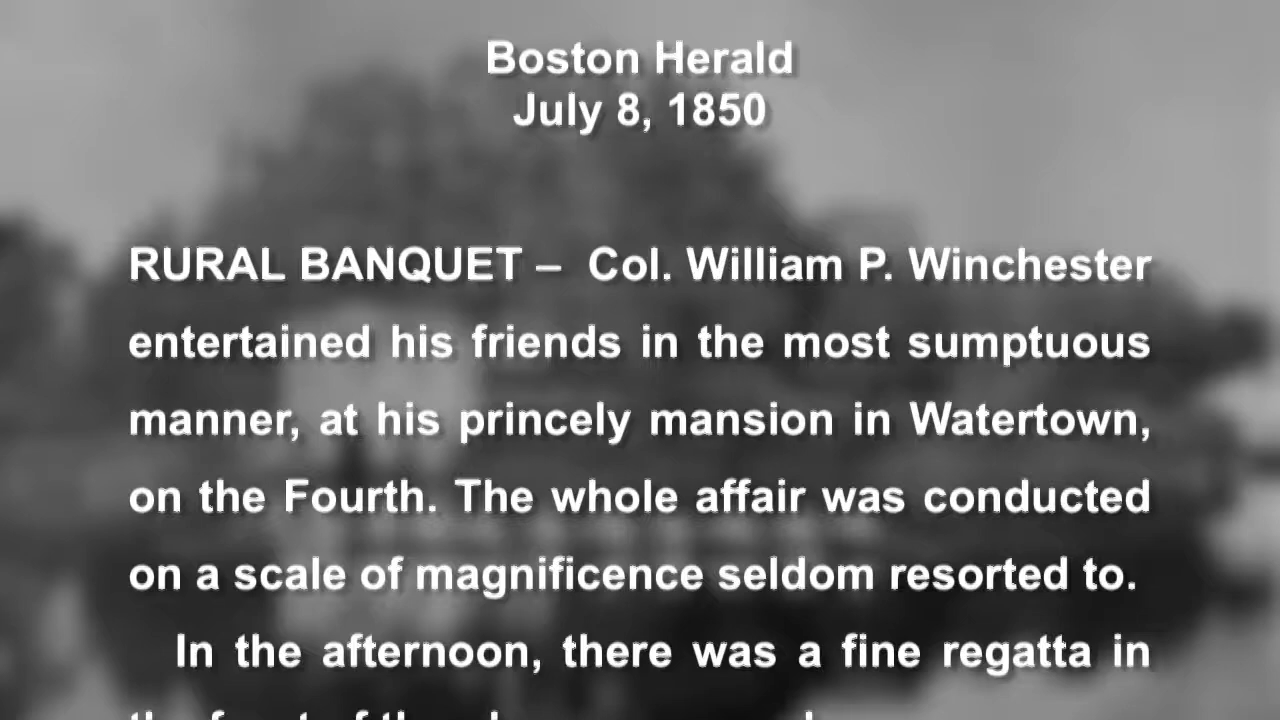 Boston Herald
July 8, 1850
RURAL BANQUET – Col. William P. Winchester
entertained his friends in the most sumptuous
manner, at his princely mansion in Watertown,
on the Fourth. The whole affair was conducted
on a scale of magnificence seldom resorted to.
In the afternoon, there was a fine regatta in